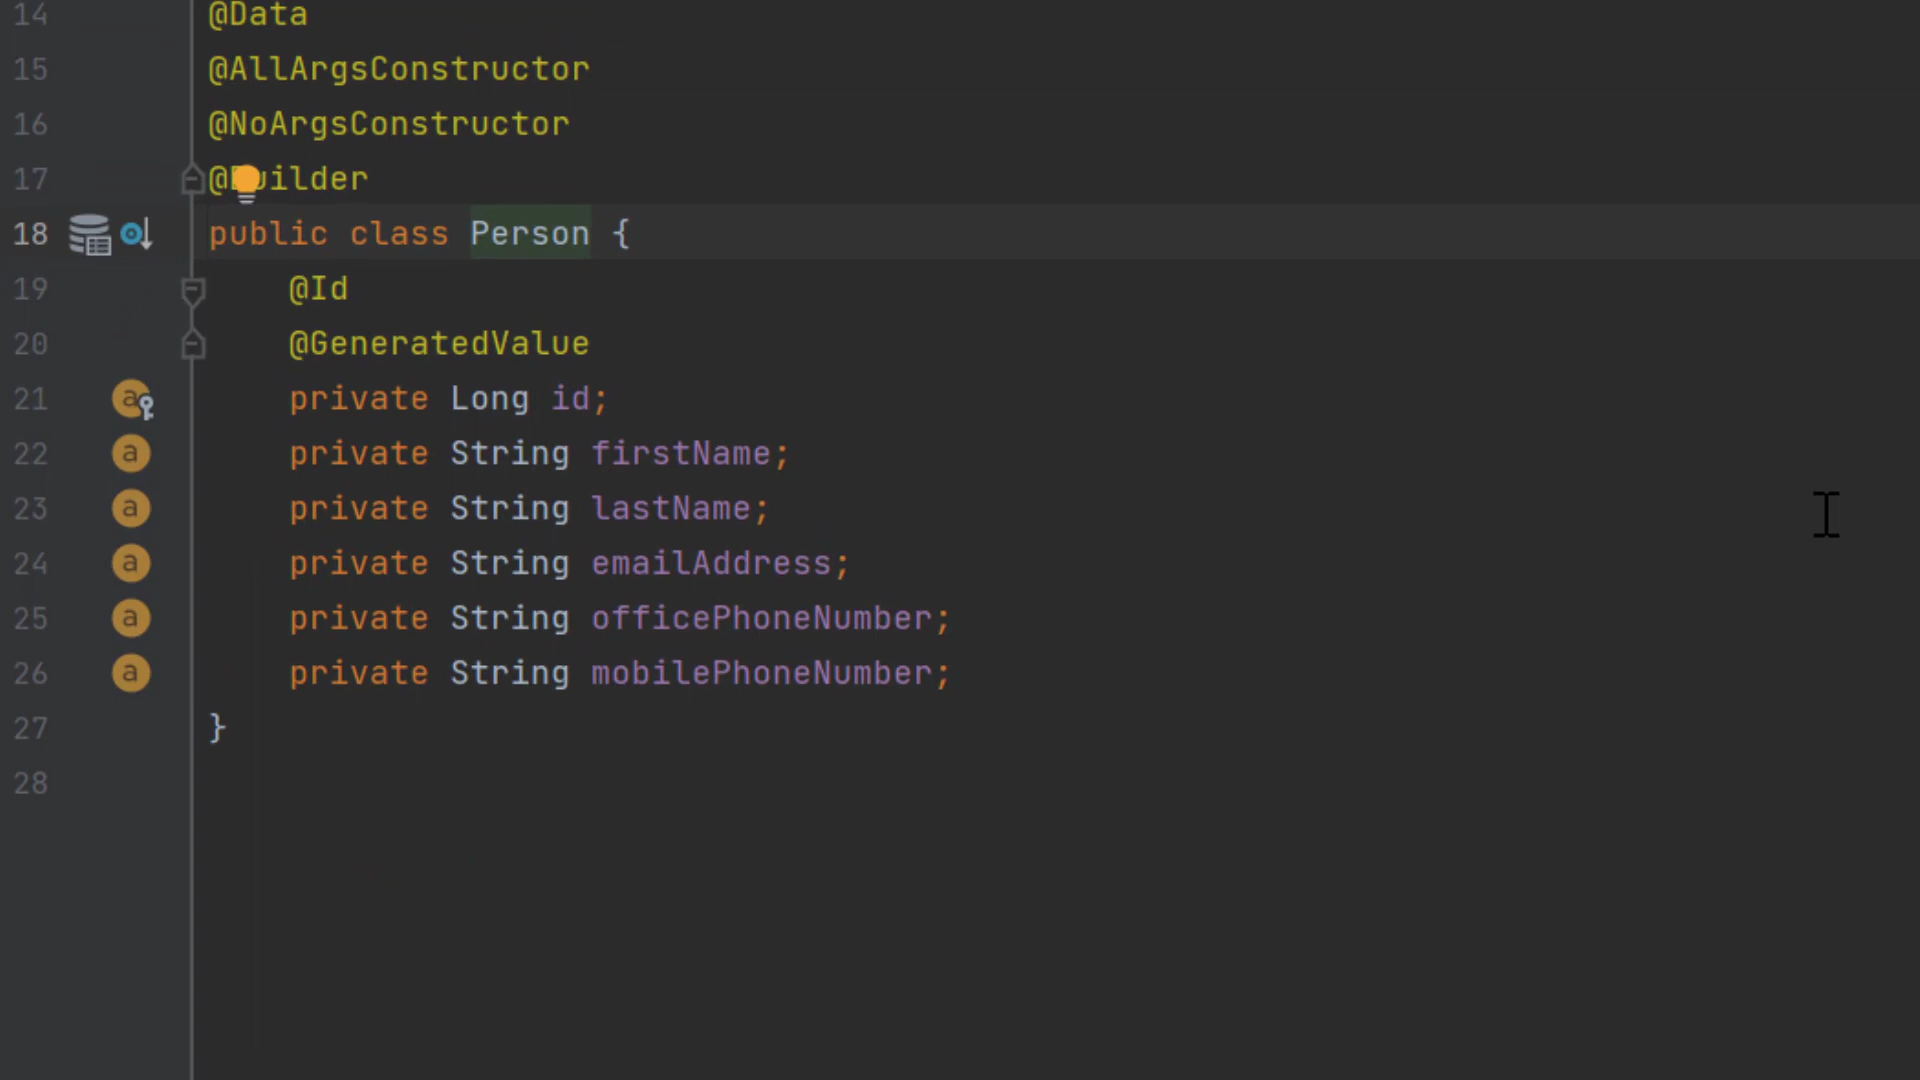 14 @Data
15 @AllArgsConstructor
16 @NoArgsConstructor
17 @Builder
18 public class Person {
19 @Id
20 @GeneratedValue
21 a private Long id;
22 a private String firstName;
23 a private String lastName;
24 a private String emailAddress;
25 a private String officePhoneNumber;
26 a private String mobilePhoneNumber;
27 }
28